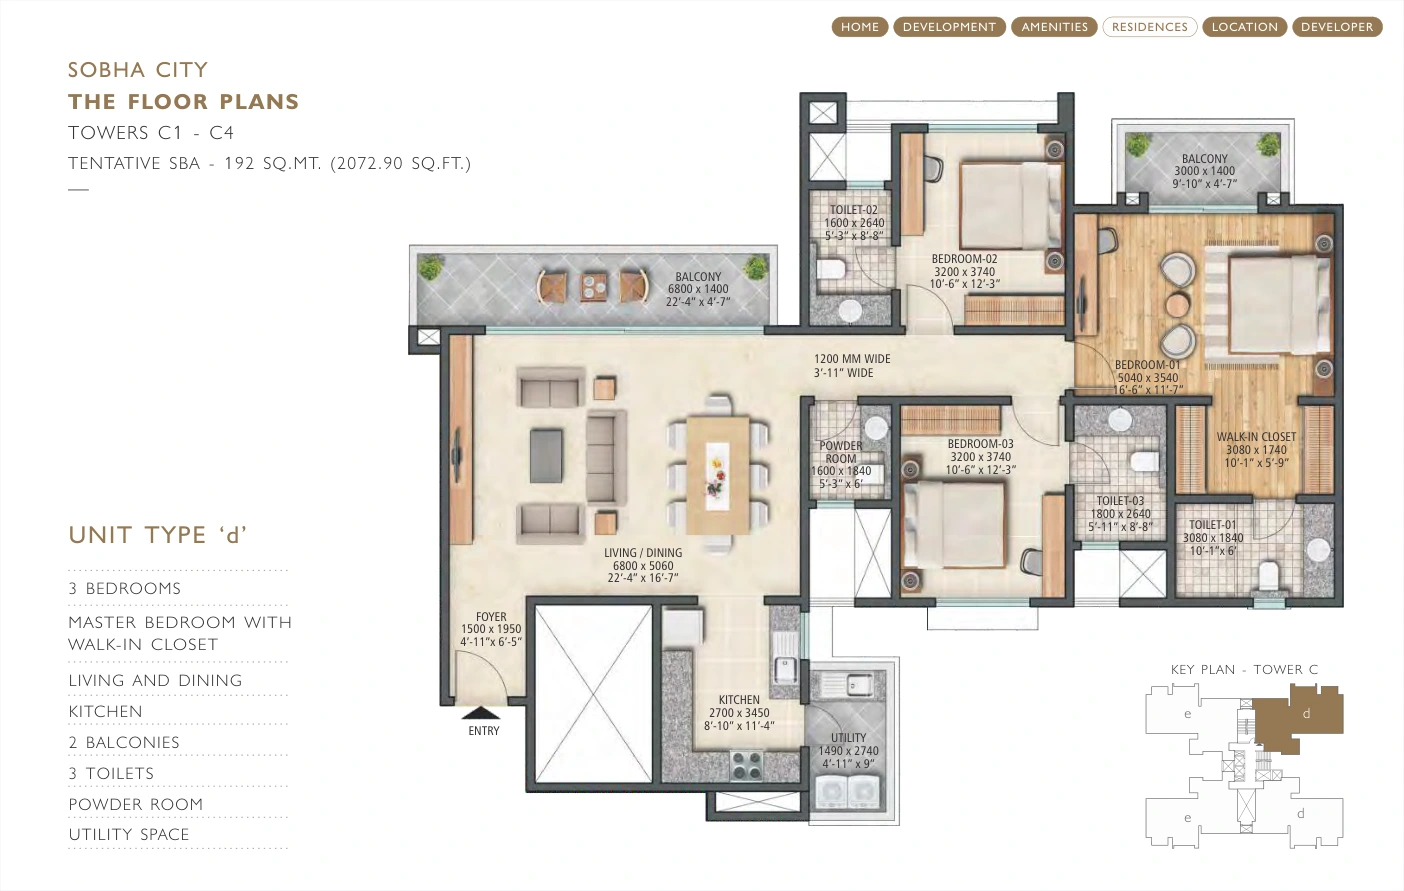 HOME DEVELOPMENT AMENITIES RESIDENCES LOCATION DEVELOPER
SOBHA CITY
THE FLOOR PLANS
TOWERS C1 - C4
TENTATIVE SBA - 192 SQ.MT. (2072.90 SQ.FT.)
UNIT TYPE ‘d’
3 BEDROOMS
MASTER BEDROOM WITH
WALK-IN CLOSET
LIVING AND DINING
KITCHEN
2 BALCONIES
3 TOILETS
POWDER ROOM
UTILITY SPACE
BALCONY
6800 x 1400
22’-4” x 4’-7”
TOILET-02
1600 x 2640
5’-3” x 8’-8”
BEDROOM-02
3200 x 3740
10’-6” x 12’-3”
BALCONY
3000 x 1400
9’-10” x 4’-7”
1200 MM WIDE
3’-11” WIDE
BEDROOM-01
5040 x 3540
16’-6” x 11’-7”
POWDER
ROOM
1600 x 1840
5’-3” x 6’
BEDROOM-03
3200 x 3740
10’-6” x 12’-3”
WALK-IN CLOSET
3080 x 1740
10’-1” x 5’-9”
TOILET-03
1800 x 2640
5’-11” x 8’-8”
TOILET-01
3080 x 1840
10’-1”x 6’
LIVING / DINING
6800 x 5060
22’-4” x 16’-7”
FOYER
1500 x 1950
4’-11”x 6’-5”
ENTRY
KITCHEN
2700 x 3450
8’-10” x 11’-4”
UTILITY
1490 x 2740
4’-11” x 9”
KEY PLAN - TOWER C
e d
e d